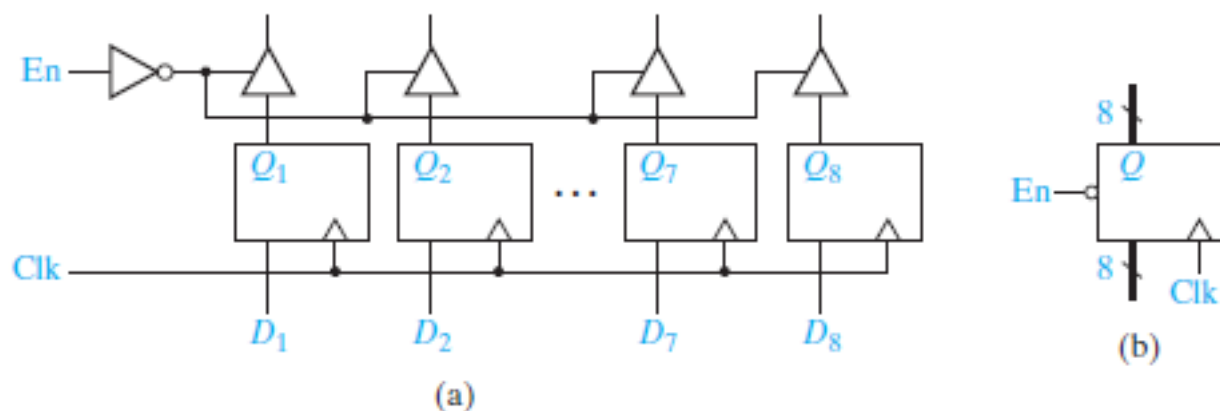 En
Q1 Q2 ... Q7 Q8
Clk
D1 D2 D7 D8
(a)
8
En Q
8
Clk
(b)